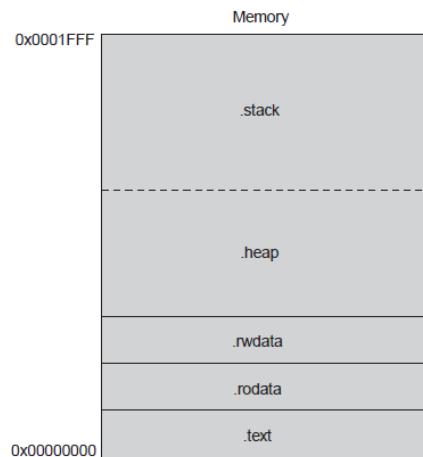 Memory
0x0001FFF
.stack
.heap
.rwdata
.rodata
.text
0x00000000